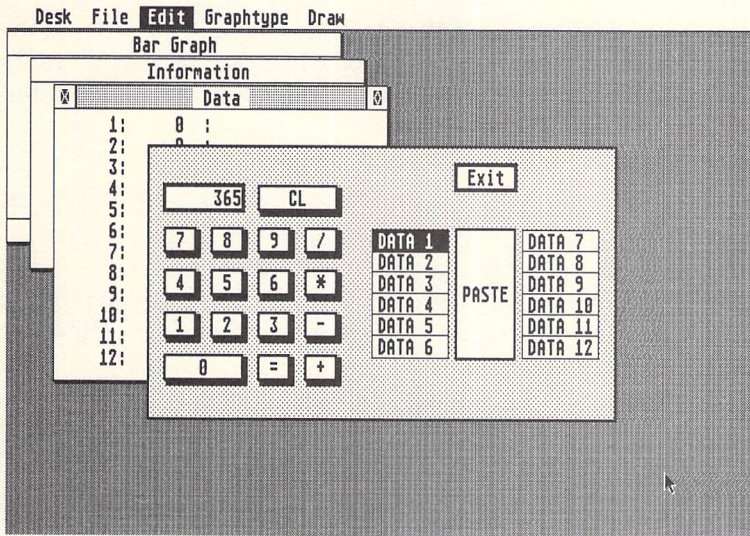 Desk File Edit Graphtype Draw
Bar Graph
Information
Data
1: 0 :
2: 0 :
3:
4:
5:
6:
7:
8:
9:
10:
11:
12:
Exit
365 CL
7 8 9 /
4 5 6 *
1 2 3 -
0 = +
DATA 1
DATA 2
DATA 3
DATA 4
DATA 5
DATA 6
PASTE
DATA 7
DATA 8
DATA 9
DATA 10
DATA 11
DATA 12